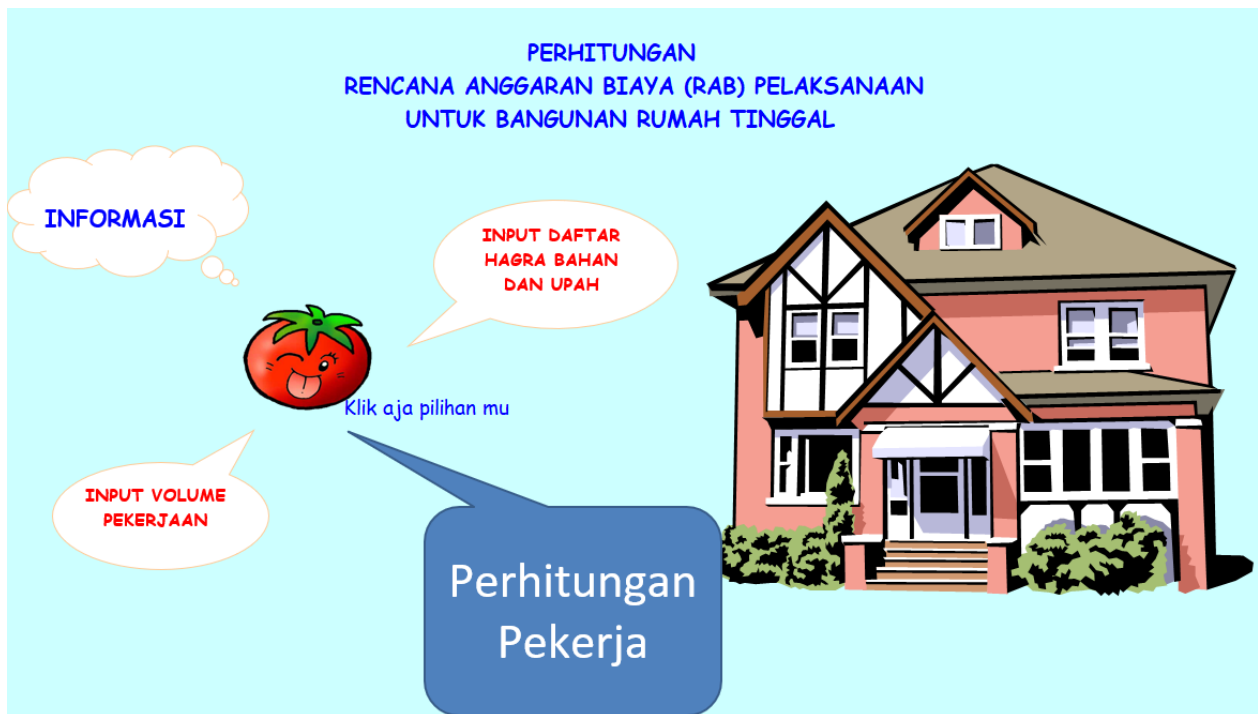 PERHITUNGAN
RENCANA ANGGARAN BIAYA (RAB) PELAKSANAAN
UNTUK BANGUNAN RUMAH TINGGAL
INFORMASI
INPUT DAFTAR
HAGRA BAHAN
DAN UPAH
Klik aja pilihan mu
INPUT VOLUME
PEKERJAAN
Perhitungan
Pekerja